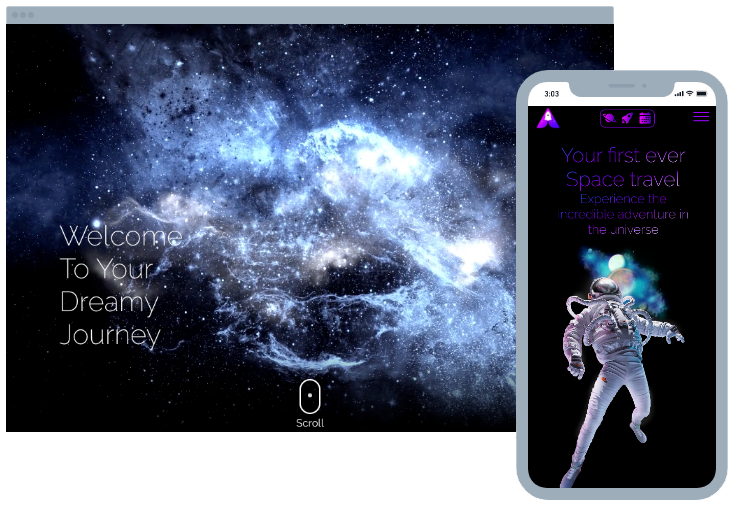 Welcome
To Your
Dreamy
Journey
Scroll
3:03
Your first ever
Space travel
Experience the
incredible adventure in
the universe